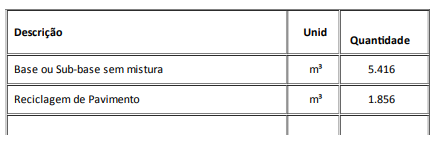 Descrição Unid Quantidade
Base ou Sub-base sem mistura m³ 5.416
Reciclagem de Pavimento m³ 1.856